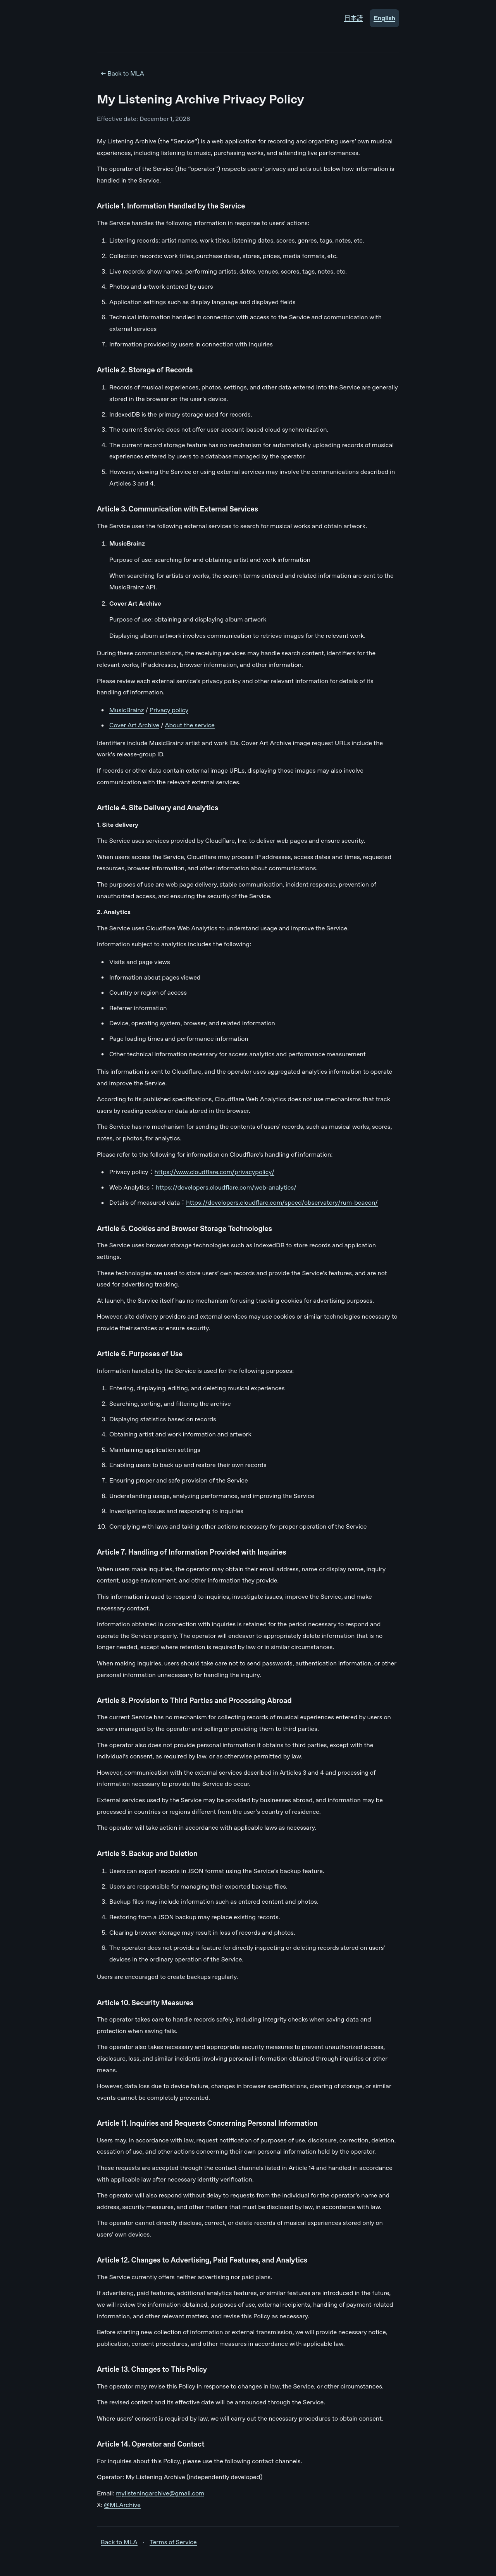 日本語 English
← Back to MLA
My Listening Archive Privacy Policy
Effective date: December 1, 2026
My Listening Archive (the “Service”) is a web application for recording and organizing users’ own musical
experiences, including listening to music, purchasing works, and attending live performances.
The operator of the Service (the “operator”) respects users’ privacy and sets out below how information is
handled in the Service.
Article 1. Information Handled by the Service
The Service handles the following information in response to users’ actions:
1. Listening records: artist names, work titles, listening dates, scores, genres, tags, notes, etc.
2. Collection records: work titles, purchase dates, stores, prices, media formats, etc.
3. Live records: show names, performing artists, dates, venues, scores, tags, notes, etc.
4. Photos and artwork entered by users
5. Application settings such as display language and displayed fields
6. Technical information handled in connection with access to the Service and communication with
external services
7. Information provided by users in connection with inquiries
Article 2. Storage of Records
1. Records of musical experiences, photos, settings, and other data entered into the Service are generally
stored in the browser on the user’s device.
2. IndexedDB is the primary storage used for records.
3. The current Service does not offer user-account-based cloud synchronization.
4. The current record storage feature has no mechanism for automatically uploading records of musical
experiences entered by users to a database managed by the operator.
5. However, viewing the Service or using external services may involve the communications described in
Articles 3 and 4.
Article 3. Communication with External Services
The Service uses the following external services to search for musical works and obtain artwork.
1. MusicBrainz
Purpose of use: searching for and obtaining artist and work information
When searching for artists or works, the search terms entered and related information are sent to the
MusicBrainz API.
2. Cover Art Archive
Purpose of use: obtaining and displaying album artwork
Displaying album artwork involves communication to retrieve images for the relevant work.
During these communications, the receiving services may handle search content, identifiers for the
relevant works, IP addresses, browser information, and other information.
Please review each external service’s privacy policy and other relevant information for details of its
handling of information.
• MusicBrainz / Privacy policy
• Cover Art Archive / About the service
Identifiers include MusicBrainz artist and work IDs. Cover Art Archive image request URLs include the
work’s release-group ID.
If records or other data contain external image URLs, displaying those images may also involve
communication with the relevant external services.
Article 4. Site Delivery and Analytics
1. Site delivery
The Service uses services provided by Cloudflare, Inc. to deliver web pages and ensure security.
When users access the Service, Cloudflare may process IP addresses, access dates and times, requested
resources, browser information, and other information about communications.
The purposes of use are web page delivery, stable communication, incident response, prevention of
unauthorized access, and ensuring the security of the Service.
2. Analytics
The Service uses Cloudflare Web Analytics to understand usage and improve the Service.
Information subject to analytics includes the following:
• Visits and page views
• Information about pages viewed
• Country or region of access
• Referrer information
• Device, operating system, browser, and related information
• Page loading times and performance information
• Other technical information necessary for access analytics and performance measurement
This information is sent to Cloudflare, and the operator uses aggregated analytics information to operate
and improve the Service.
According to its published specifications, Cloudflare Web Analytics does not use mechanisms that track
users by reading cookies or data stored in the browser.
The Service has no mechanism for sending the contents of users’ records, such as musical works, scores,
notes, or photos, for analytics.
Please refer to the following for information on Cloudflare’s handling of information:
• Privacy policy：https://www.cloudflare.com/privacypolicy/
• Web Analytics：https://developers.cloudflare.com/web-analytics/
• Details of measured data：https://developers.cloudflare.com/speed/observatory/rum-beacon/
Article 5. Cookies and Browser Storage Technologies
The Service uses browser storage technologies such as IndexedDB to store records and application
settings.
These technologies are used to store users’ own records and provide the Service’s features, and are not
used for advertising tracking.
At launch, the Service itself has no mechanism for using tracking cookies for advertising purposes.
However, site delivery providers and external services may use cookies or similar technologies necessary to
provide their services or ensure security.
Article 6. Purposes of Use
Information handled by the Service is used for the following purposes:
1. Entering, displaying, editing, and deleting musical experiences
2. Searching, sorting, and filtering the archive
3. Displaying statistics based on records
4. Obtaining artist and work information and artwork
5. Maintaining application settings
6. Enabling users to back up and restore their own records
7. Ensuring proper and safe provision of the Service
8. Understanding usage, analyzing performance, and improving the Service
9. Investigating issues and responding to inquiries
10. Complying with laws and taking other actions necessary for proper operation of the Service
Article 7. Handling of Information Provided with Inquiries
When users make inquiries, the operator may obtain their email address, name or display name, inquiry
content, usage environment, and other information they provide.
This information is used to respond to inquiries, investigate issues, improve the Service, and make
necessary contact.
Information obtained in connection with inquiries is retained for the period necessary to respond and
operate the Service properly. The operator will endeavor to appropriately delete information that is no
longer needed, except where retention is required by law or in similar circumstances.
When making inquiries, users should take care not to send passwords, authentication information, or other
personal information unnecessary for handling the inquiry.
Article 8. Provision to Third Parties and Processing Abroad
The current Service has no mechanism for collecting records of musical experiences entered by users on
servers managed by the operator and selling or providing them to third parties.
The operator also does not provide personal information it obtains to third parties, except with the
individual’s consent, as required by law, or as otherwise permitted by law.
However, communication with the external services described in Articles 3 and 4 and processing of
information necessary to provide the Service do occur.
External services used by the Service may be provided by businesses abroad, and information may be
processed in countries or regions different from the user’s country of residence.
The operator will take action in accordance with applicable laws as necessary.
Article 9. Backup and Deletion
1. Users can export records in JSON format using the Service’s backup feature.
2. Users are responsible for managing their exported backup files.
3. Backup files may include information such as entered content and photos.
4. Restoring from a JSON backup may replace existing records.
5. Clearing browser storage may result in loss of records and photos.
6. The operator does not provide a feature for directly inspecting or deleting records stored on users’
devices in the ordinary operation of the Service.
Users are encouraged to create backups regularly.
Article 10. Security Measures
The operator takes care to handle records safely, including integrity checks when saving data and
protection when saving fails.
The operator also takes necessary and appropriate security measures to prevent unauthorized access,
disclosure, loss, and similar incidents involving personal information obtained through inquiries or other
means.
However, data loss due to device failure, changes in browser specifications, clearing of storage, or similar
events cannot be completely prevented.
Article 11. Inquiries and Requests Concerning Personal Information
Users may, in accordance with law, request notification of purposes of use, disclosure, correction, deletion,
cessation of use, and other actions concerning their own personal information held by the operator.
These requests are accepted through the contact channels listed in Article 14 and handled in accordance
with applicable law after necessary identity verification.
The operator will also respond without delay to requests from the individual for the operator’s name and
address, security measures, and other matters that must be disclosed by law, in accordance with law.
The operator cannot directly disclose, correct, or delete records of musical experiences stored only on
users’ own devices.
Article 12. Changes to Advertising, Paid Features, and Analytics
The Service currently offers neither advertising nor paid plans.
If advertising, paid features, additional analytics features, or similar features are introduced in the future,
we will review the information obtained, purposes of use, external recipients, handling of payment-related
information, and other relevant matters, and revise this Policy as necessary.
Before starting new collection of information or external transmission, we will provide necessary notice,
publication, consent procedures, and other measures in accordance with applicable law.
Article 13. Changes to This Policy
The operator may revise this Policy in response to changes in law, the Service, or other circumstances.
The revised content and its effective date will be announced through the Service.
Where users’ consent is required by law, we will carry out the necessary procedures to obtain consent.
Article 14. Operator and Contact
For inquiries about this Policy, please use the following contact channels.
Operator: My Listening Archive (independently developed)
Email: mylisteningarchive@gmail.com
X: @MLArchive
Back to MLA · Terms of Service